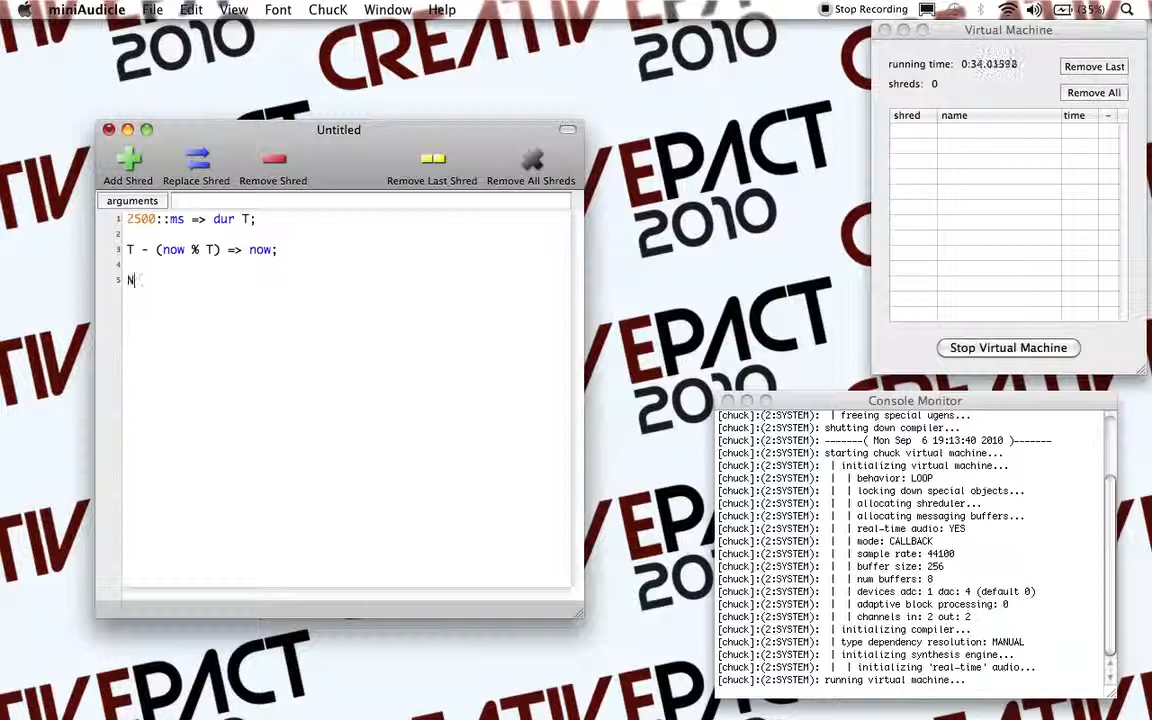 miniAudicle File Edit View Font ChucK Window Help
Stop Recording
(35%)
CREATIVEPACT
2010
Virtual Machine
running time: 0:34.01598
shreds: 0
Remove Last
Remove All
shred name time -
Stop Virtual Machine
Untitled
Add Shred Replace Shred Remove Shred Remove Last Shred Remove All Shreds
arguments
1 2500::ms => dur T;
2
3 T - (now % T) => now;
4
5 N
Console Monitor
[chuck]:(2:SYSTEM): | freeing special ugens...
[chuck]:(2:SYSTEM): shutting down compiler...
[chuck]:(2:SYSTEM): -------( Mon Sep 6 19:13:40 2010 )-------
[chuck]:(2:SYSTEM): starting chuck virtual machine...
[chuck]:(2:SYSTEM): | initializing virtual machine...
[chuck]:(2:SYSTEM): | | behavior: LOOP
[chuck]:(2:SYSTEM): | | locking down special objects...
[chuck]:(2:SYSTEM): | | allocating shreduler...
[chuck]:(2:SYSTEM): | | allocating messaging buffers...
[chuck]:(2:SYSTEM): | | real-time audio: YES
[chuck]:(2:SYSTEM): | | mode: CALLBACK
[chuck]:(2:SYSTEM): | | sample rate: 44100
[chuck]:(2:SYSTEM): | | buffer size: 256
[chuck]:(2:SYSTEM): | | num buffers: 8
[chuck]:(2:SYSTEM): | | devices adc: 1 dac: 4 (default 0)
[chuck]:(2:SYSTEM): | | adaptive block processing: 0
[chuck]:(2:SYSTEM): | | channels in: 2 out: 2
[chuck]:(2:SYSTEM): | initializing compiler...
[chuck]:(2:SYSTEM): | type dependency resolution: MANUAL
[chuck]:(2:SYSTEM): | initializing synthesis engine...
[chuck]:(2:SYSTEM): | | initializing 'real-time' audio...
[chuck]:(2:SYSTEM): running virtual machine...